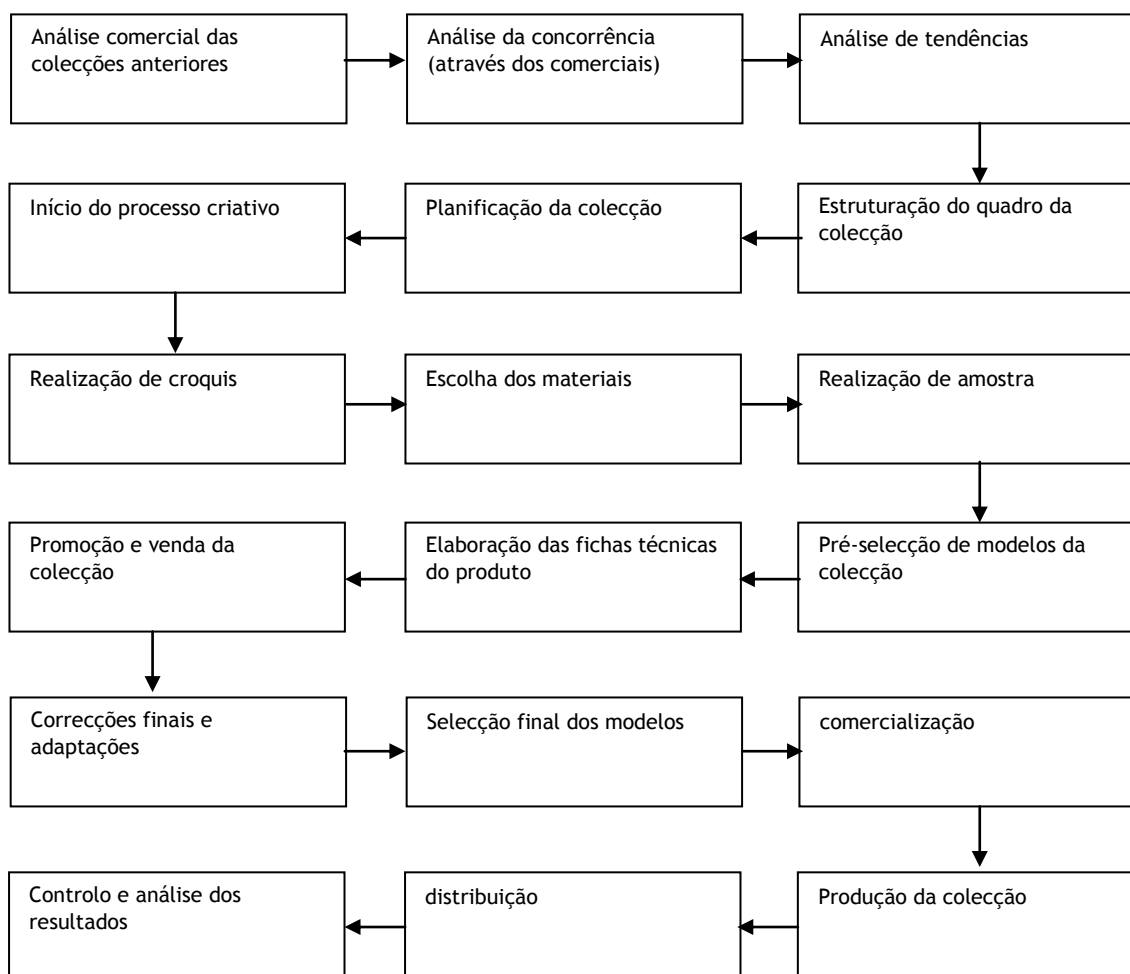 Análise comercial das
colecções anteriores
Análise da concorrência
(através dos comerciais)
Análise de tendências
Estruturação do quadro da
colecção
Planificação da colecção
Início do processo criativo
Realização de croquis
Escolha dos materiais
Realização de amostra
Pré-selecção de modelos da
colecção
Elaboração das fichas técnicas
do produto
Promoção e venda da
colecção
Correcções finais e
adaptações
Selecção final dos modelos
comercialização
Produção da colecção
distribuição
Controlo e análise dos
resultados